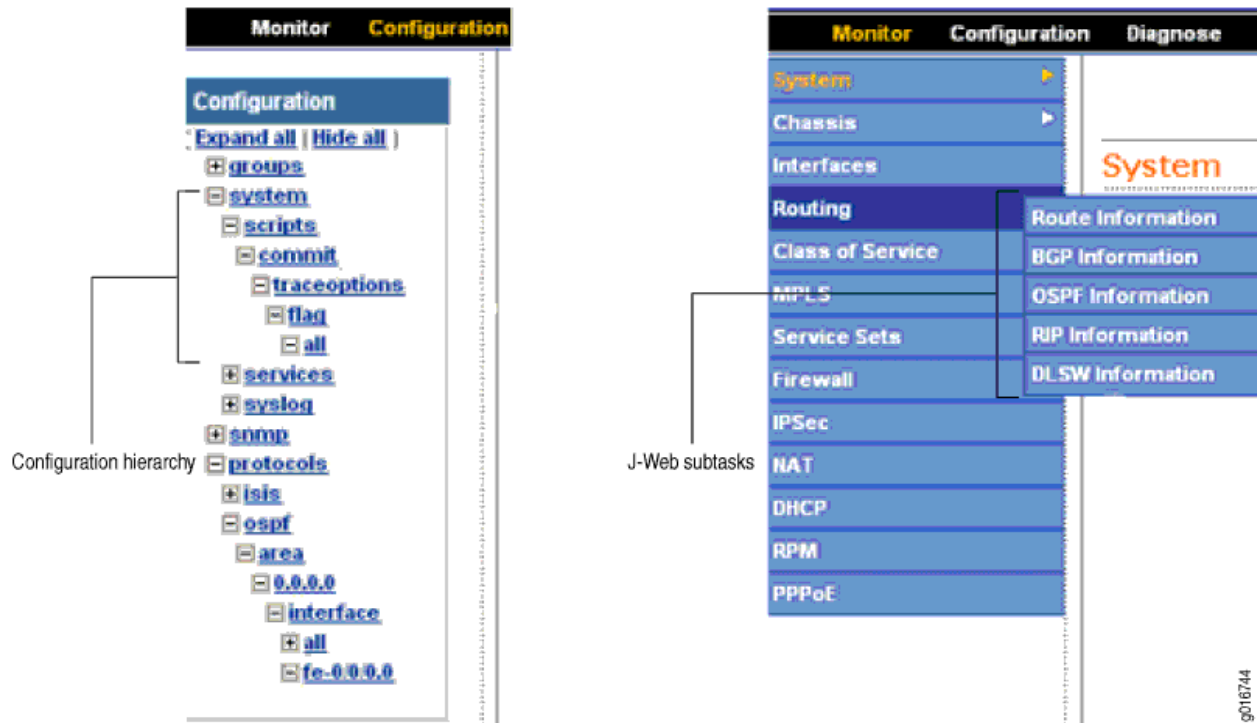 Monitor Configuration
Configuration
Expand all | Hide all )
groups
system
scripts
commit
traceoptions
flag
all
services
syslog
snmp
Configuration hierarchy
protocols
isis
ospf
area
0.0.0.0
interface
all
fe-0/0/0.0
Monitor Configuration Diagnose
System
Chassis
Interfaces
Routing
Class of Service
MPLS
Service Sets
Firewall
IPSec
J-Web subtasks
NAT
DHCP
RPM
PPPoE
System
Route Information
BGP Information
OSPF Information
RIP Information
DLSW Information
g016744